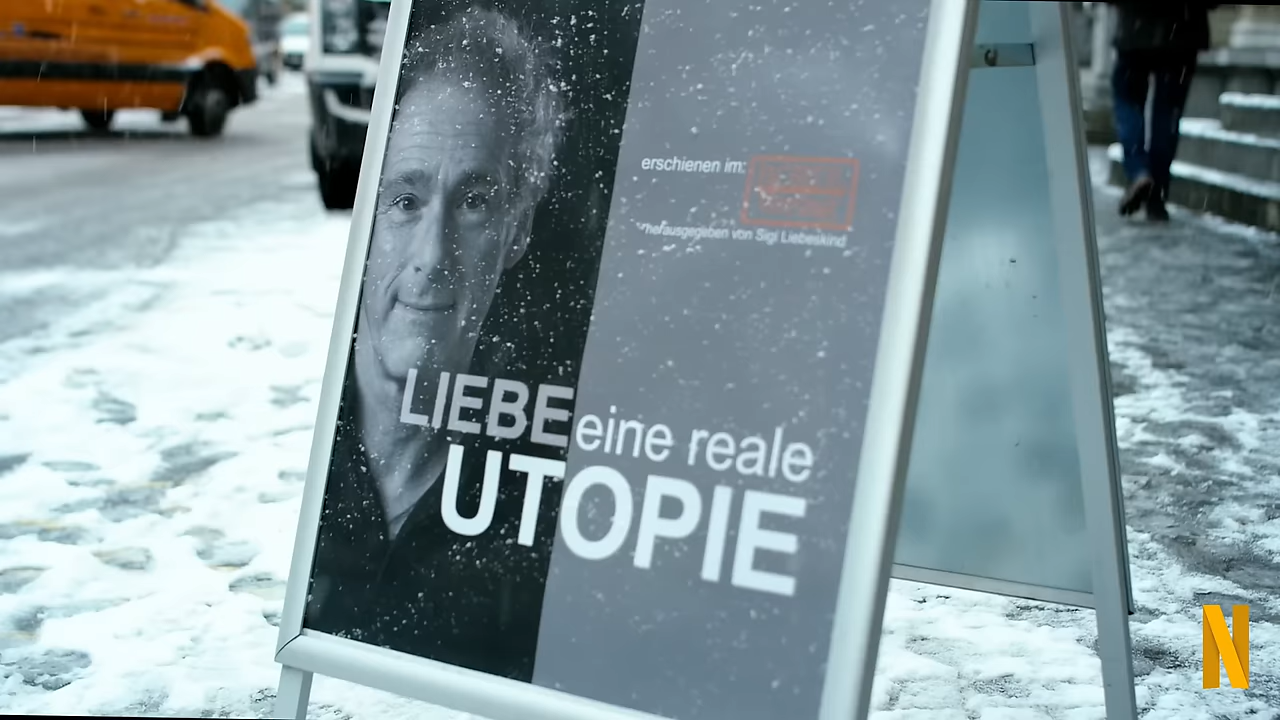 erschienen im:
herausgegeben von Sigi Liebeskind
LIEBE eine reale
UTOPIE
N